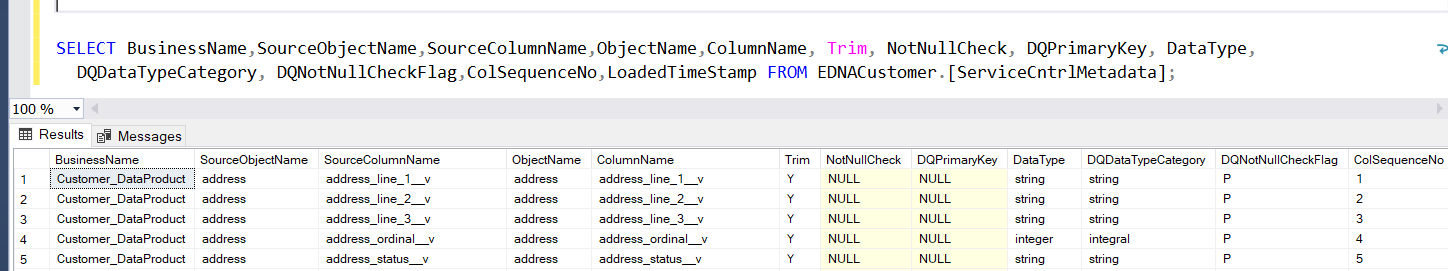 SELECT BusinessName,SourceObjectName,SourceColumnName,ObjectName,ColumnName, Trim, NotNullCheck, DQPrimaryKey, DataType,
DQDataTypeCategory, DQNotNullCheckFlag,ColSequenceNo,LoadedTimeStamp FROM EDNACustomer.[ServiceCntrlMetadata];
100 %
Results Messages
BusinessName SourceObjectName SourceColumnName ObjectName ColumnName Trim NotNullCheck DQPrimaryKey DataType DQDataTypeCategory DQNotNullCheckFlag ColSequenceNo
1 Customer_DataProduct address address_line_1__v address address_line_1__v Y NULL NULL string string P 1
2 Customer_DataProduct address address_line_2__v address address_line_2__v Y NULL NULL string string P 2
3 Customer_DataProduct address address_line_3__v address address_line_3__v Y NULL NULL string string P 3
4 Customer_DataProduct address address_ordinal__v address address_ordinal__v Y NULL NULL integer integral P 4
5 Customer_DataProduct address address_status__v address address_status__v Y NULL NULL string string P 5